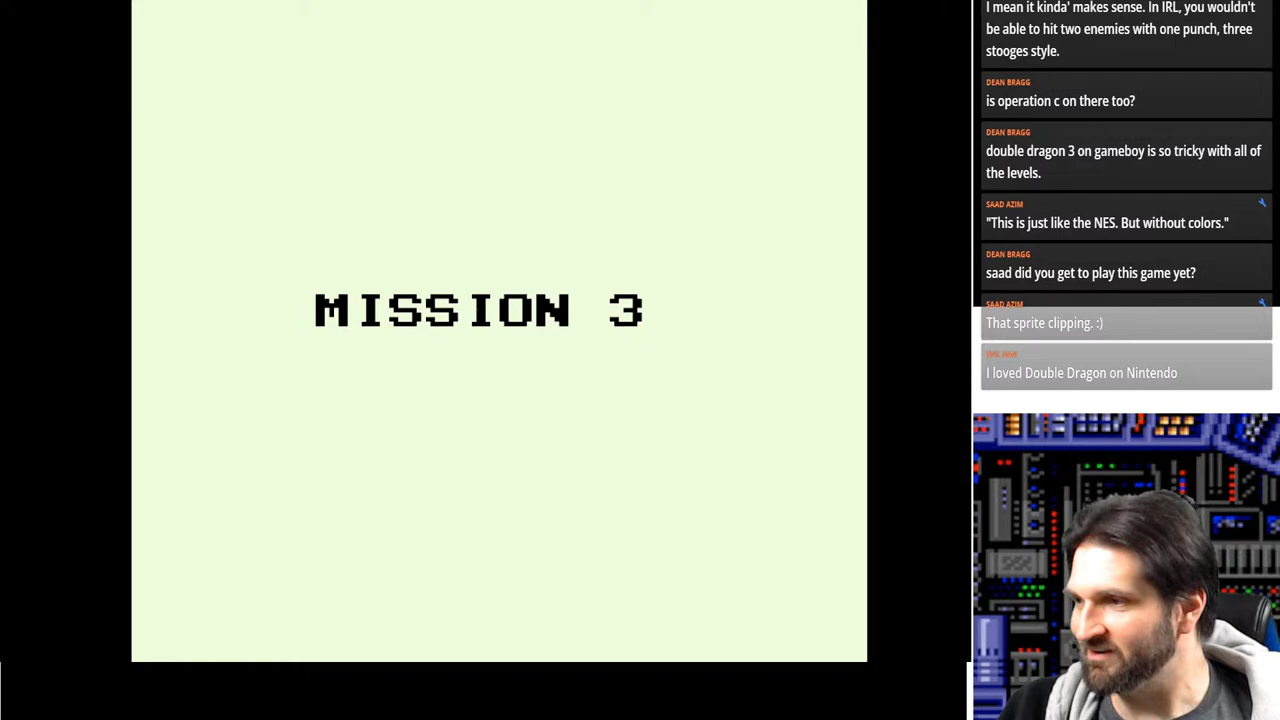 MISSION 3
I mean it kinda' makes sense. In IRL, you wouldn't
be able to hit two enemies with one punch, three
stooges style.
DEAN BRAGG
is operation c on there too?
DEAN BRAGG
double dragon 3 on gameboy is so tricky with all of
the levels.
SAAD AZIM
"This is just like the NES. But without colors."
DEAN BRAGG
saad did you get to play this game yet?
SAAD AZIM
That sprite clipping. :)
I loved Double Dragon on Nintendo